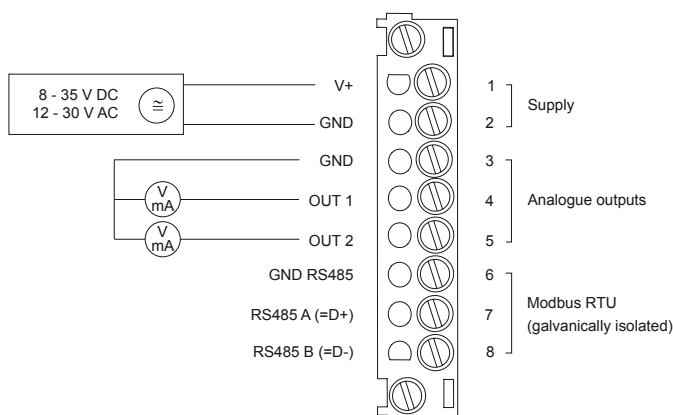 8 - 35 V DC
12 - 30 V AC
≅
V+
1
GND
2
Supply
GND
3
V
mA
OUT 1
4
Analogue outputs
V
mA
OUT 2
5
GND RS485
6
RS485 A (=D+)
7
Modbus RTU
(galvanically isolated)
RS485 B (=D-)
8